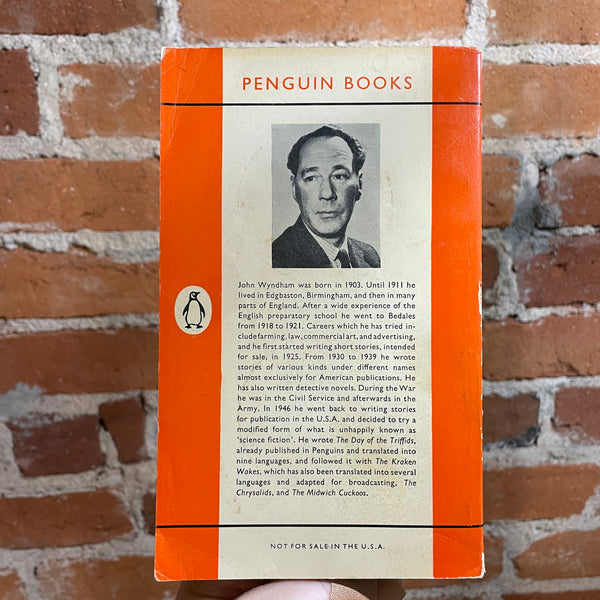 PENGUIN BOOKS
John Wyndham was born in 1903. Until 1911 he
lived in Edgbaston, Birmingham, and then in many
parts of England. After a wide experience of the
English preparatory school he went to Bedales
from 1918 to 1921. Careers which he has tried in-
clude farming, law, commercial art, and advertising,
and he first started writing short stories, intended
for sale, in 1925. From 1930 to 1939 he wrote
stories of various kinds under different names
almost exclusively for American publications. He
has also written detective novels. During the War
he was in the Civil Service and afterwards in the
Army. In 1946 he went back to writing stories
for publication in the U.S.A. and decided to try a
modified form of what is unhappily known as
'science fiction'. He wrote The Day of the Triffids,
already published in Penguins and translated into
nine languages, and followed it with The Kraken
Wakes, which has also been translated into several
languages and adapted for broadcasting, The
Chrysalids, and The Midwich Cuckoos.
NOT FOR SALE IN THE U.S.A.